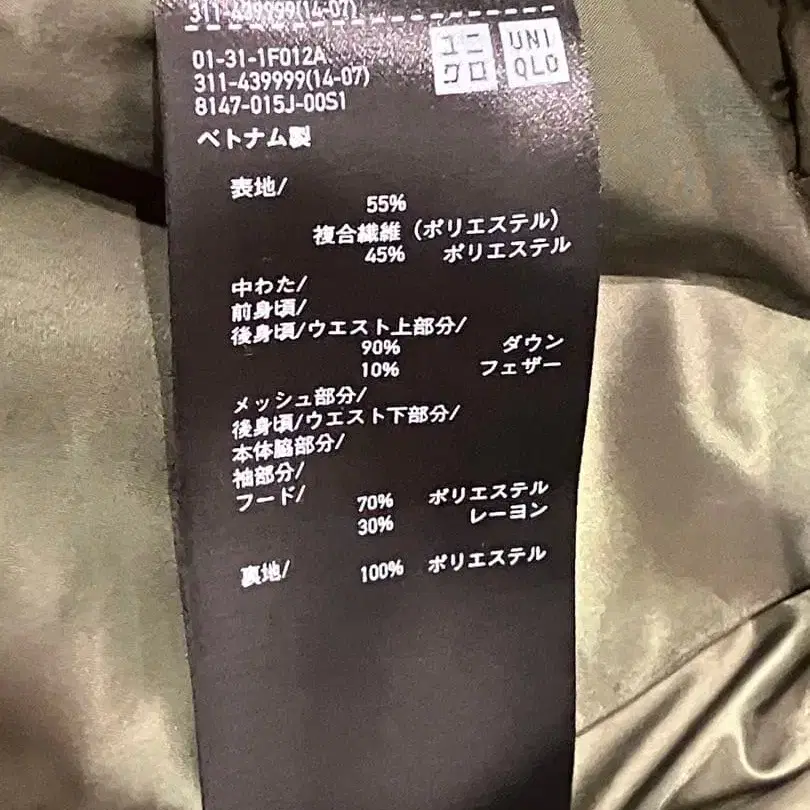 311-439999(14-07)
ユニ
クロ
UNI
QLO
01-31-1F012A
311-439999(14-07)
8147-015J-00S1
ベトナム製
表地/
55%
複合繊維（ポリエステル）
45% ポリエステル
中わた/
前身頃/
後身頃/ウエスト上部分/
90% ダウン
10% フェザー
メッシュ部分/
後身頃/ウエスト下部分/
本体脇部分/
袖部分/
フード/
70% ポリエステル
30% レーヨン
裏地/
100% ポリエステル